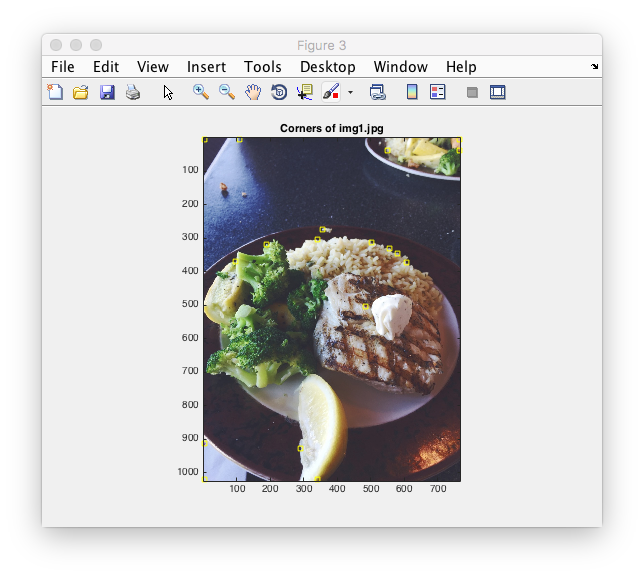 Figure 3
File Edit View Insert Tools Desktop Window Help
Corners of img1.jpg
100
200
300
400
500
600
700
800
900
1000
100 200 300 400 500 600 700